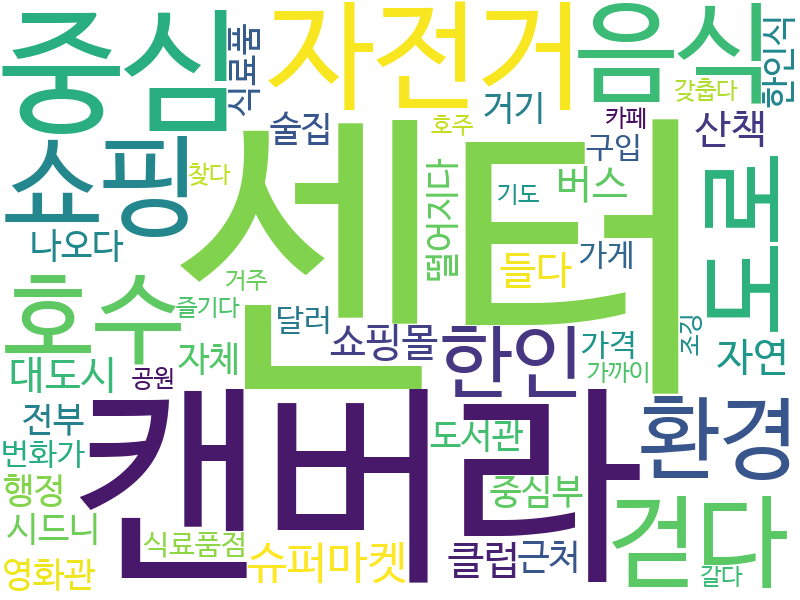 중심
식료품
자전거
음식
한인식
갖춥다
거기
카페
호주
술집
산책
쇼핑
센터
구입
찾다
떨어지다
기도
버스
도로
나오다
들다
가게
호수
거주
즐기다
달러
조깅
쇼핑몰
한인
가격
자연
자체
대도시
공원
가까이
캔버라
환경
전부
도서관
번화가
행정
중심부
걷다
시드니
식료품점
슈퍼마켓
클럽
근처
영화관
갈다